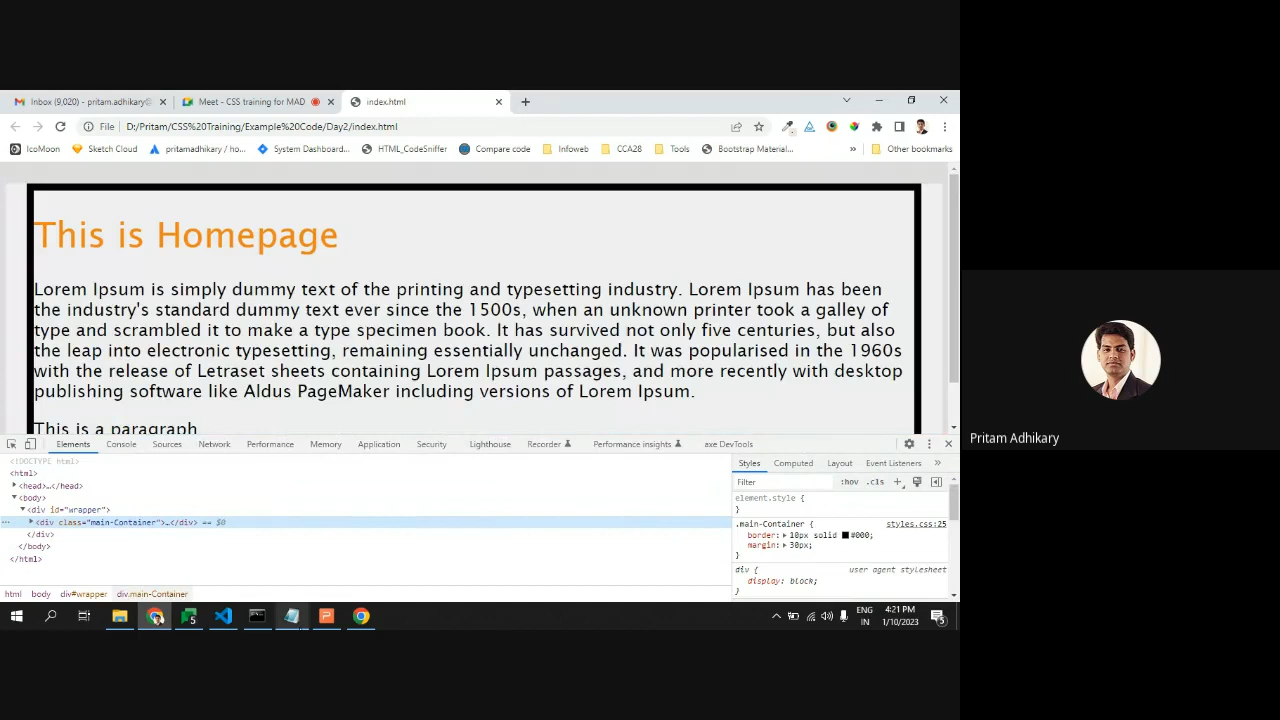 Inbox (9,020) - pritam.adhikary@
Meet - CSS training for MAD
index.html
File D:/Pritam/CSS%20Training/Example%20Code/Day2/index.html
IcoMoon Sketch Cloud pritamadhikary / ho... System Dashboard... HTML_CodeSniffer Compare code Infoweb CCA28 Tools Bootstrap Material... » Other bookmarks
This is Homepage
Lorem Ipsum is simply dummy text of the printing and typesetting industry. Lorem Ipsum has been
the industry's standard dummy text ever since the 1500s, when an unknown printer took a galley of
type and scrambled it to make a type specimen book. It has survived not only five centuries, but also
the leap into electronic typesetting, remaining essentially unchanged. It was popularised in the 1960s
with the release of Letraset sheets containing Lorem Ipsum passages, and more recently with desktop
publishing software like Aldus PageMaker including versions of Lorem Ipsum.
This is a paragraph
Pritam Adhikary
Elements Console Sources Network Performance Memory Application Security Lighthouse Recorder Performance insights axe DevTools
<!DOCTYPE html>
<html>
<head>…</head>
<body>
<div id="wrapper">
<div class="main-Container">…</div> == $0
</div>
</body>
</html>
html body div#wrapper div.main-Container
Styles Computed Layout Event Listeners »
Filter :hov .cls +
element.style {
}
.main-Container { styles.css:25
border: 10px solid #000;
margin: 30px;
}
div { user agent stylesheet
display: block;
}
5
ENG
IN
4:21 PM
1/10/2023
5